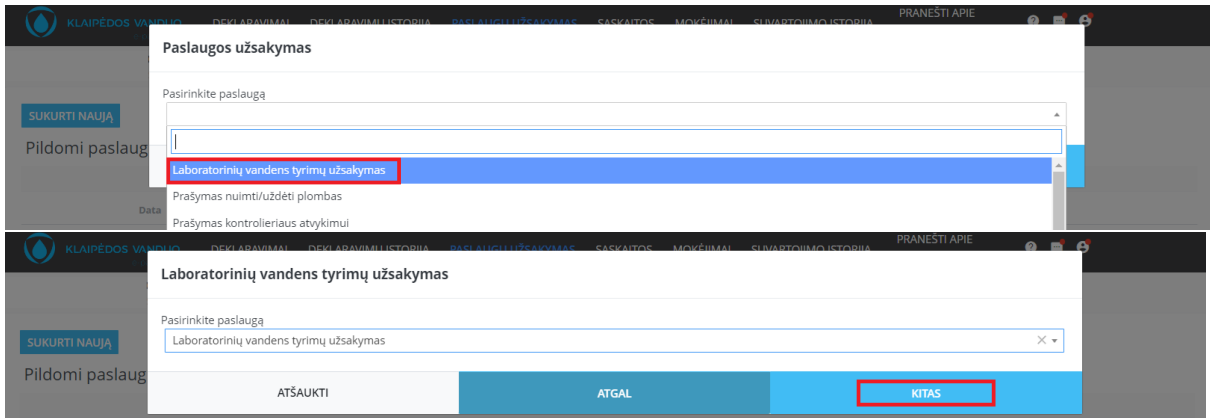 KLAIPĖDOS VANDUO DEKLARAVIMAI DEKLARAVIMŲ ISTORIJA PASLAUGŲ UŽSAKYMAS SĄSKAITOS MOKĖJIMAI SUVARTOJIMO ISTORIJA PRANEŠTI APIE
Paslaugos užsakymas
Pasirinkite paslaugą
SUKURTI NAUJĄ
Pildomi paslaug
Laboratorinių vandens tyrimų užsakymas
Prašymas nuimti/uždėti plombas
Data
Prašymas kontrolieriaus atvykimui
KLAIPĖDOS VANDUO DEKLARAVIMAI DEKLARAVIMŲ ISTORIJA PASLAUGŲ UŽSAKYMAS SĄSKAITOS MOKĖJIMAI SUVARTOJIMO ISTORIJA PRANEŠTI APIE
Laboratorinių vandens tyrimų užsakymas
Pasirinkite paslaugą
SUKURTI NAUJĄ
Laboratorinių vandens tyrimų užsakymas
Pildomi paslaug
ATŠAUKTI ATGAL KITAS